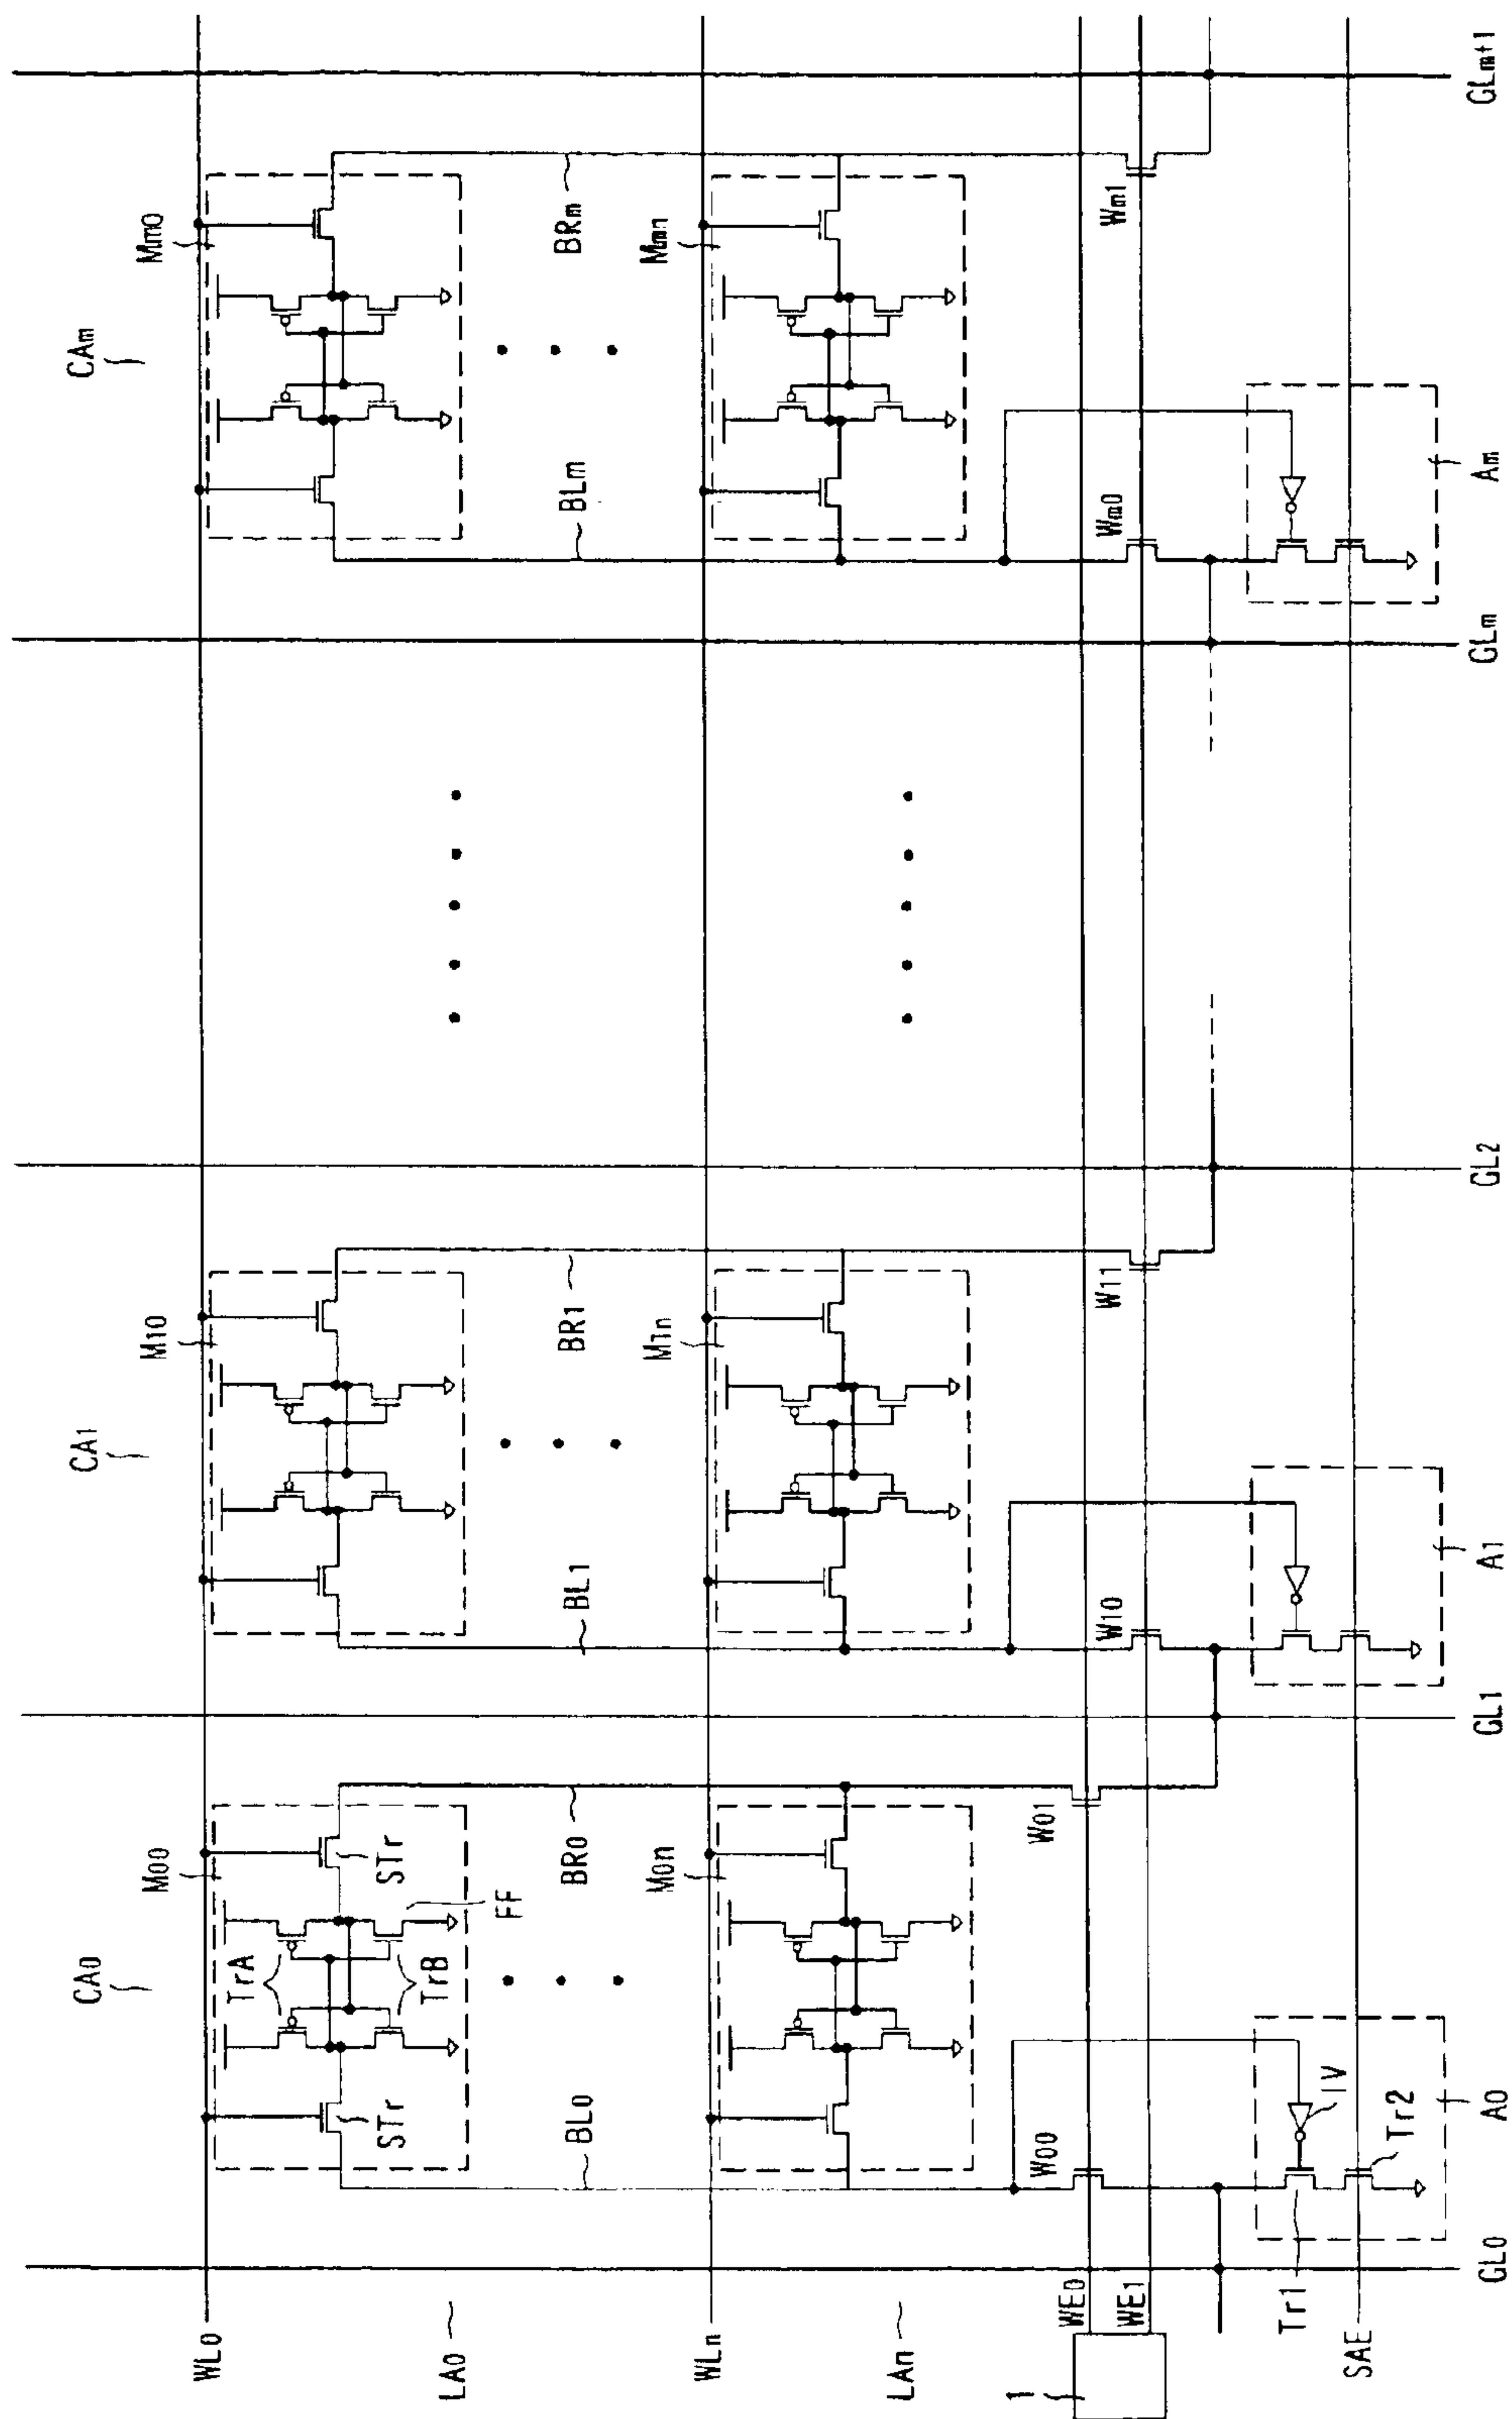 CA0
CA1
CAm
WL0
M00
M10
Mm0
TrA
STr
STr
TrB
FF
LA0
BL0
BR0
BL1
BR1
BLm
BRm
WLn
M0n
M1n
Mmn
LAn
1
WE0
WE1
W00
W01
W10
W11
Wm0
Wm1
Tr1
IV
Tr2
SAE
A0
A1
Am
GL0
GL1
GL2
GLm
GLm+1